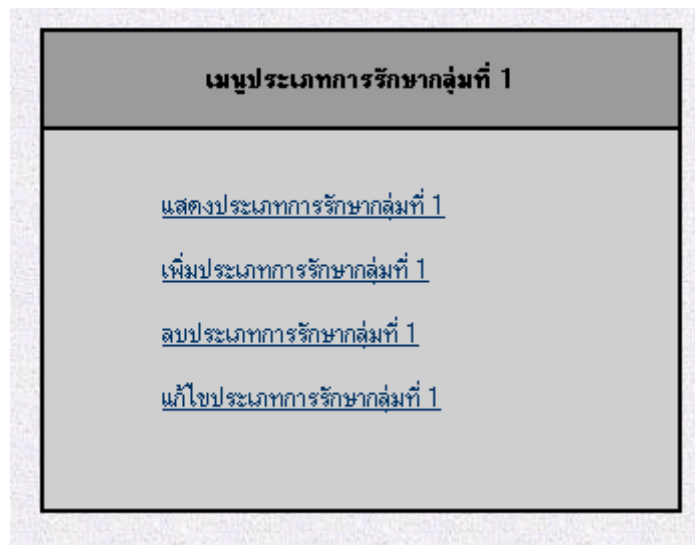 เมนูประเภทการรักษากลุ่มที่ 1
แสดงประเภทการรักษากลุ่มที่ 1
เพิ่มประเภทการรักษากลุ่มที่ 1
ลบประเภทการรักษากลุ่มที่ 1
แก้ไขประเภทการรักษากลุ่มที่ 1